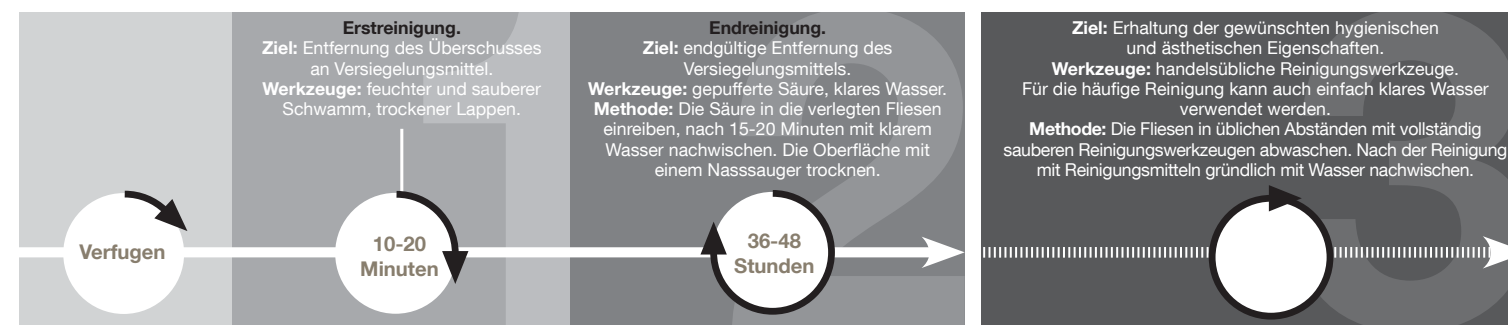 Erstreinigung.
Ziel: Entfernung des Überschusses
an Versiegelungsmittel.
Werkzeuge: feuchter und sauberer
Schwamm, trockener Lappen.
Endreinigung.
Ziel: endgültige Entfernung des
Versiegelungsmittels.
Werkzeuge: gepufferte Säure, klares Wasser.
Methode: Die Säure in die verlegten Fliesen
einreiben, nach 15-20 Minuten mit klarem
Wasser nachwischen. Die Oberfläche mit
einem Nasssauger trocknen.
Ziel: Erhaltung der gewünschten hygienischen
und ästhetischen Eigenschaften.
Werkzeuge: handelsübliche Reinigungswerkzeuge.
Für die häufige Reinigung kann auch einfach klares Wasser
verwendet werden.
Methode: Die Fliesen in üblichen Abständen mit vollständig
sauberen Reinigungswerkzeugen abwaschen. Nach der Reinigung
mit Reinigungsmitteln gründlich mit Wasser nachwischen.
1
2
3
Verfugen
10-20
Minuten
36-48
Stunden